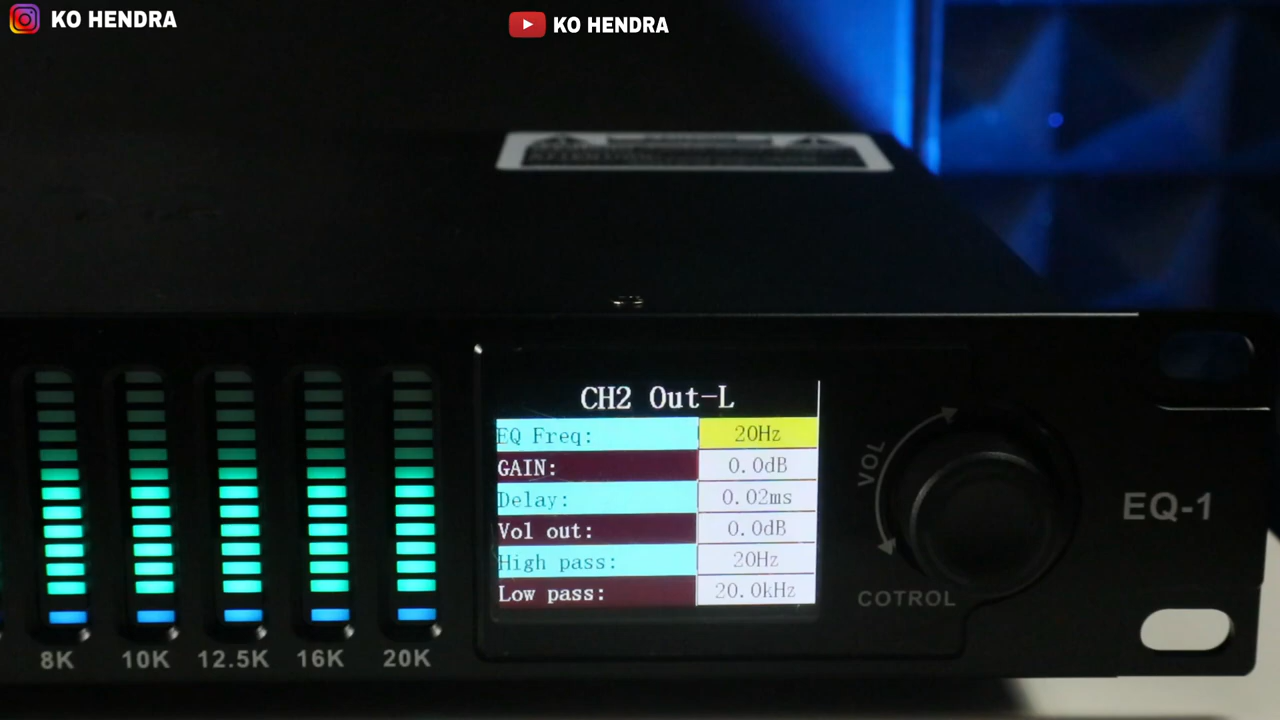 KO HENDRA
KO HENDRA
CH2 Out-L
EQ Freq: 20Hz
GAIN: 0.0dB
Delay: 0.02ms
Vol out: 0.0dB
High pass: 20Hz
Low pass: 20.0kHz
VOL
COTROL
EQ-1
8K 10K 12.5K 16K 20K